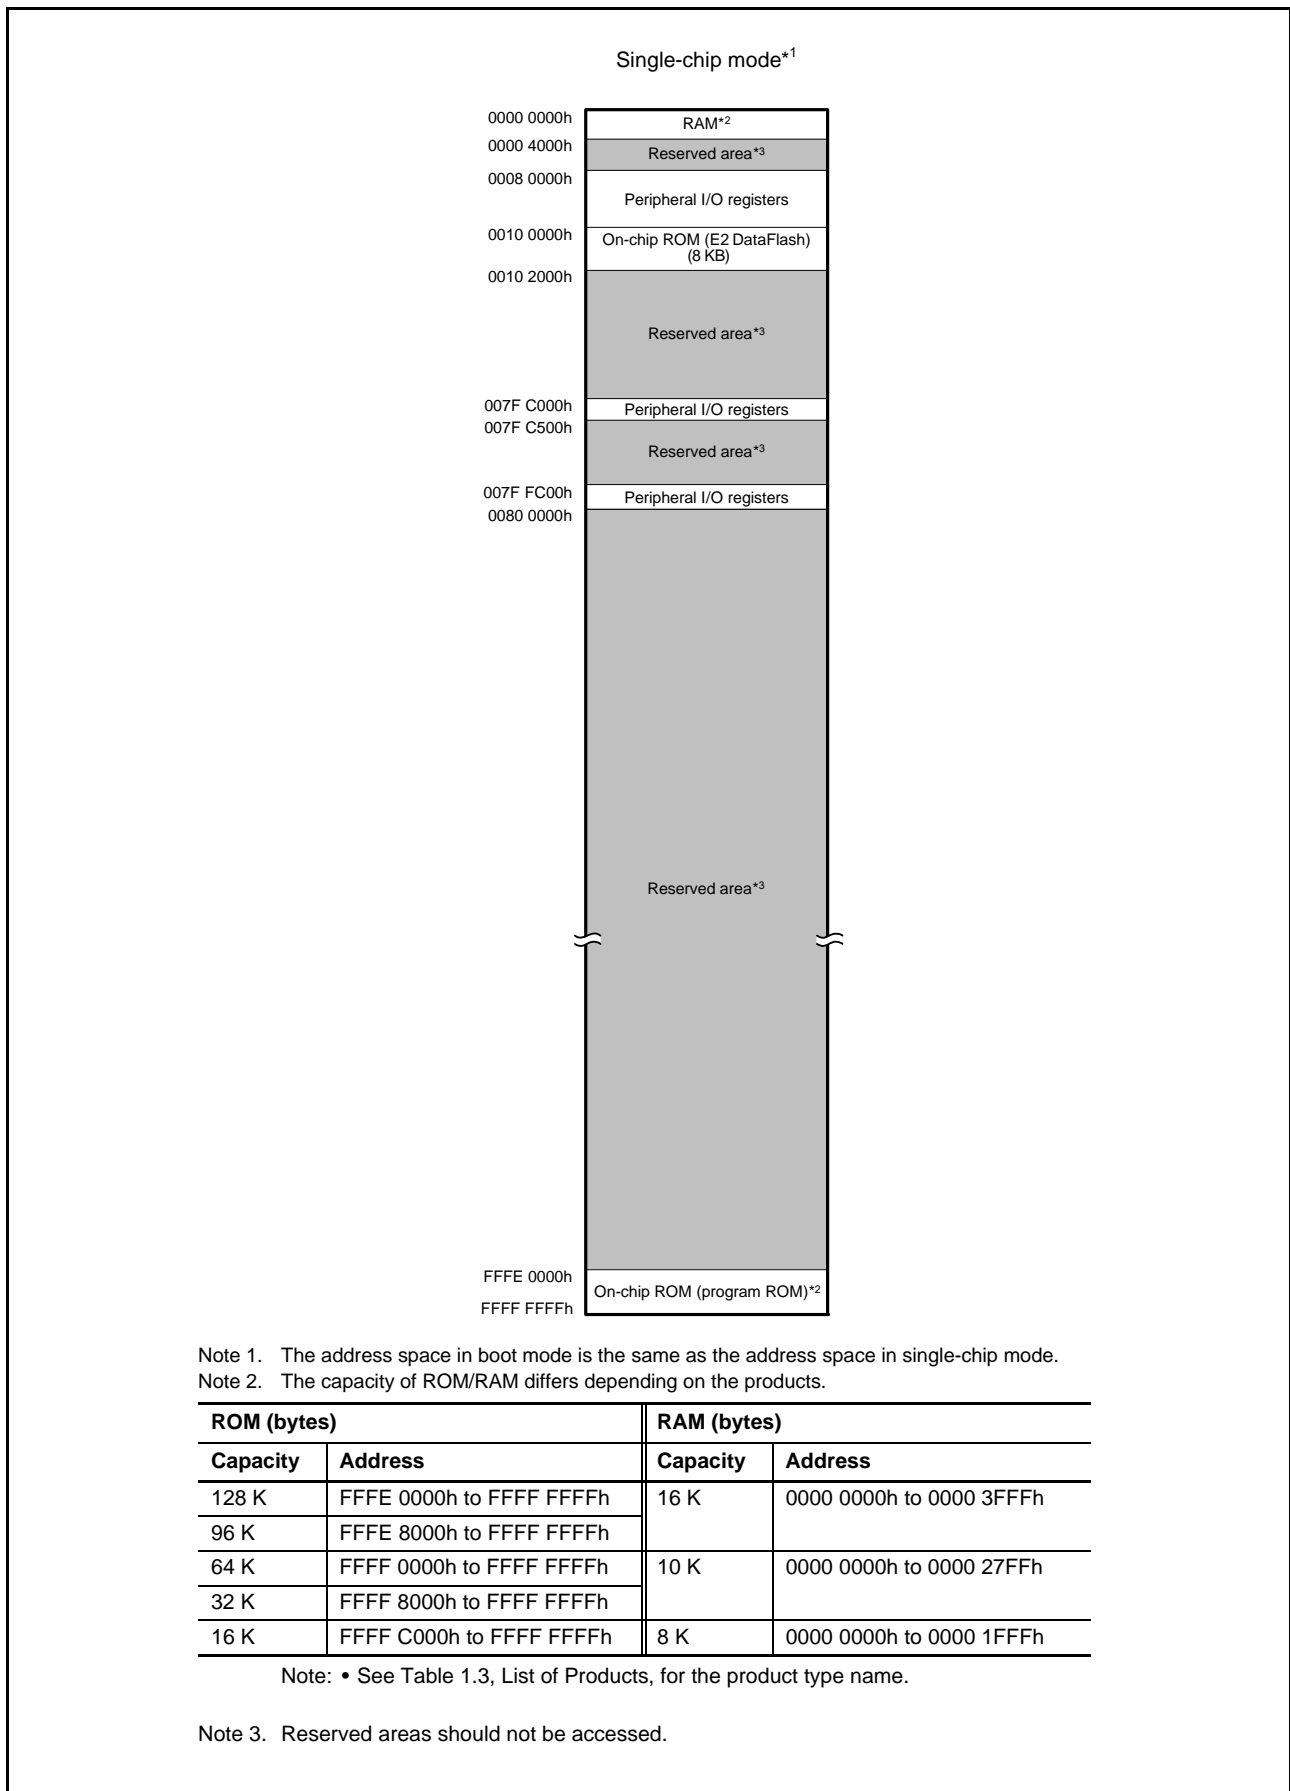 Single-chip mode*1
0000 0000h
RAM*2
0000 4000h
Reserved area*3
0008 0000h
Peripheral I/O registers
0010 0000h
On-chip ROM (E2 DataFlash)
(8 KB)
0010 2000h
Reserved area*3
007F C000h
Peripheral I/O registers
007F C500h
Reserved area*3
007F FC00h
Peripheral I/O registers
0080 0000h
Reserved area*3
FFFE 0000h
On-chip ROM (program ROM)*2
FFFF FFFFh
Note 1. The address space in boot mode is the same as the address space in single-chip mode.
Note 2. The capacity of ROM/RAM differs depending on the products.
ROM (bytes) RAM (bytes)
Capacity Address Capacity Address
128 K FFFE 0000h to FFFF FFFFh 16 K 0000 0000h to 0000 3FFFh
96 K FFFE 8000h to FFFF FFFFh
64 K FFFF 0000h to FFFF FFFFh 10 K 0000 0000h to 0000 27FFh
32 K FFFF 8000h to FFFF FFFFh
16 K FFFF C000h to FFFF FFFFh 8 K 0000 0000h to 0000 1FFFh
Note: • See Table 1.3, List of Products, for the product type name.
Note 3. Reserved areas should not be accessed.